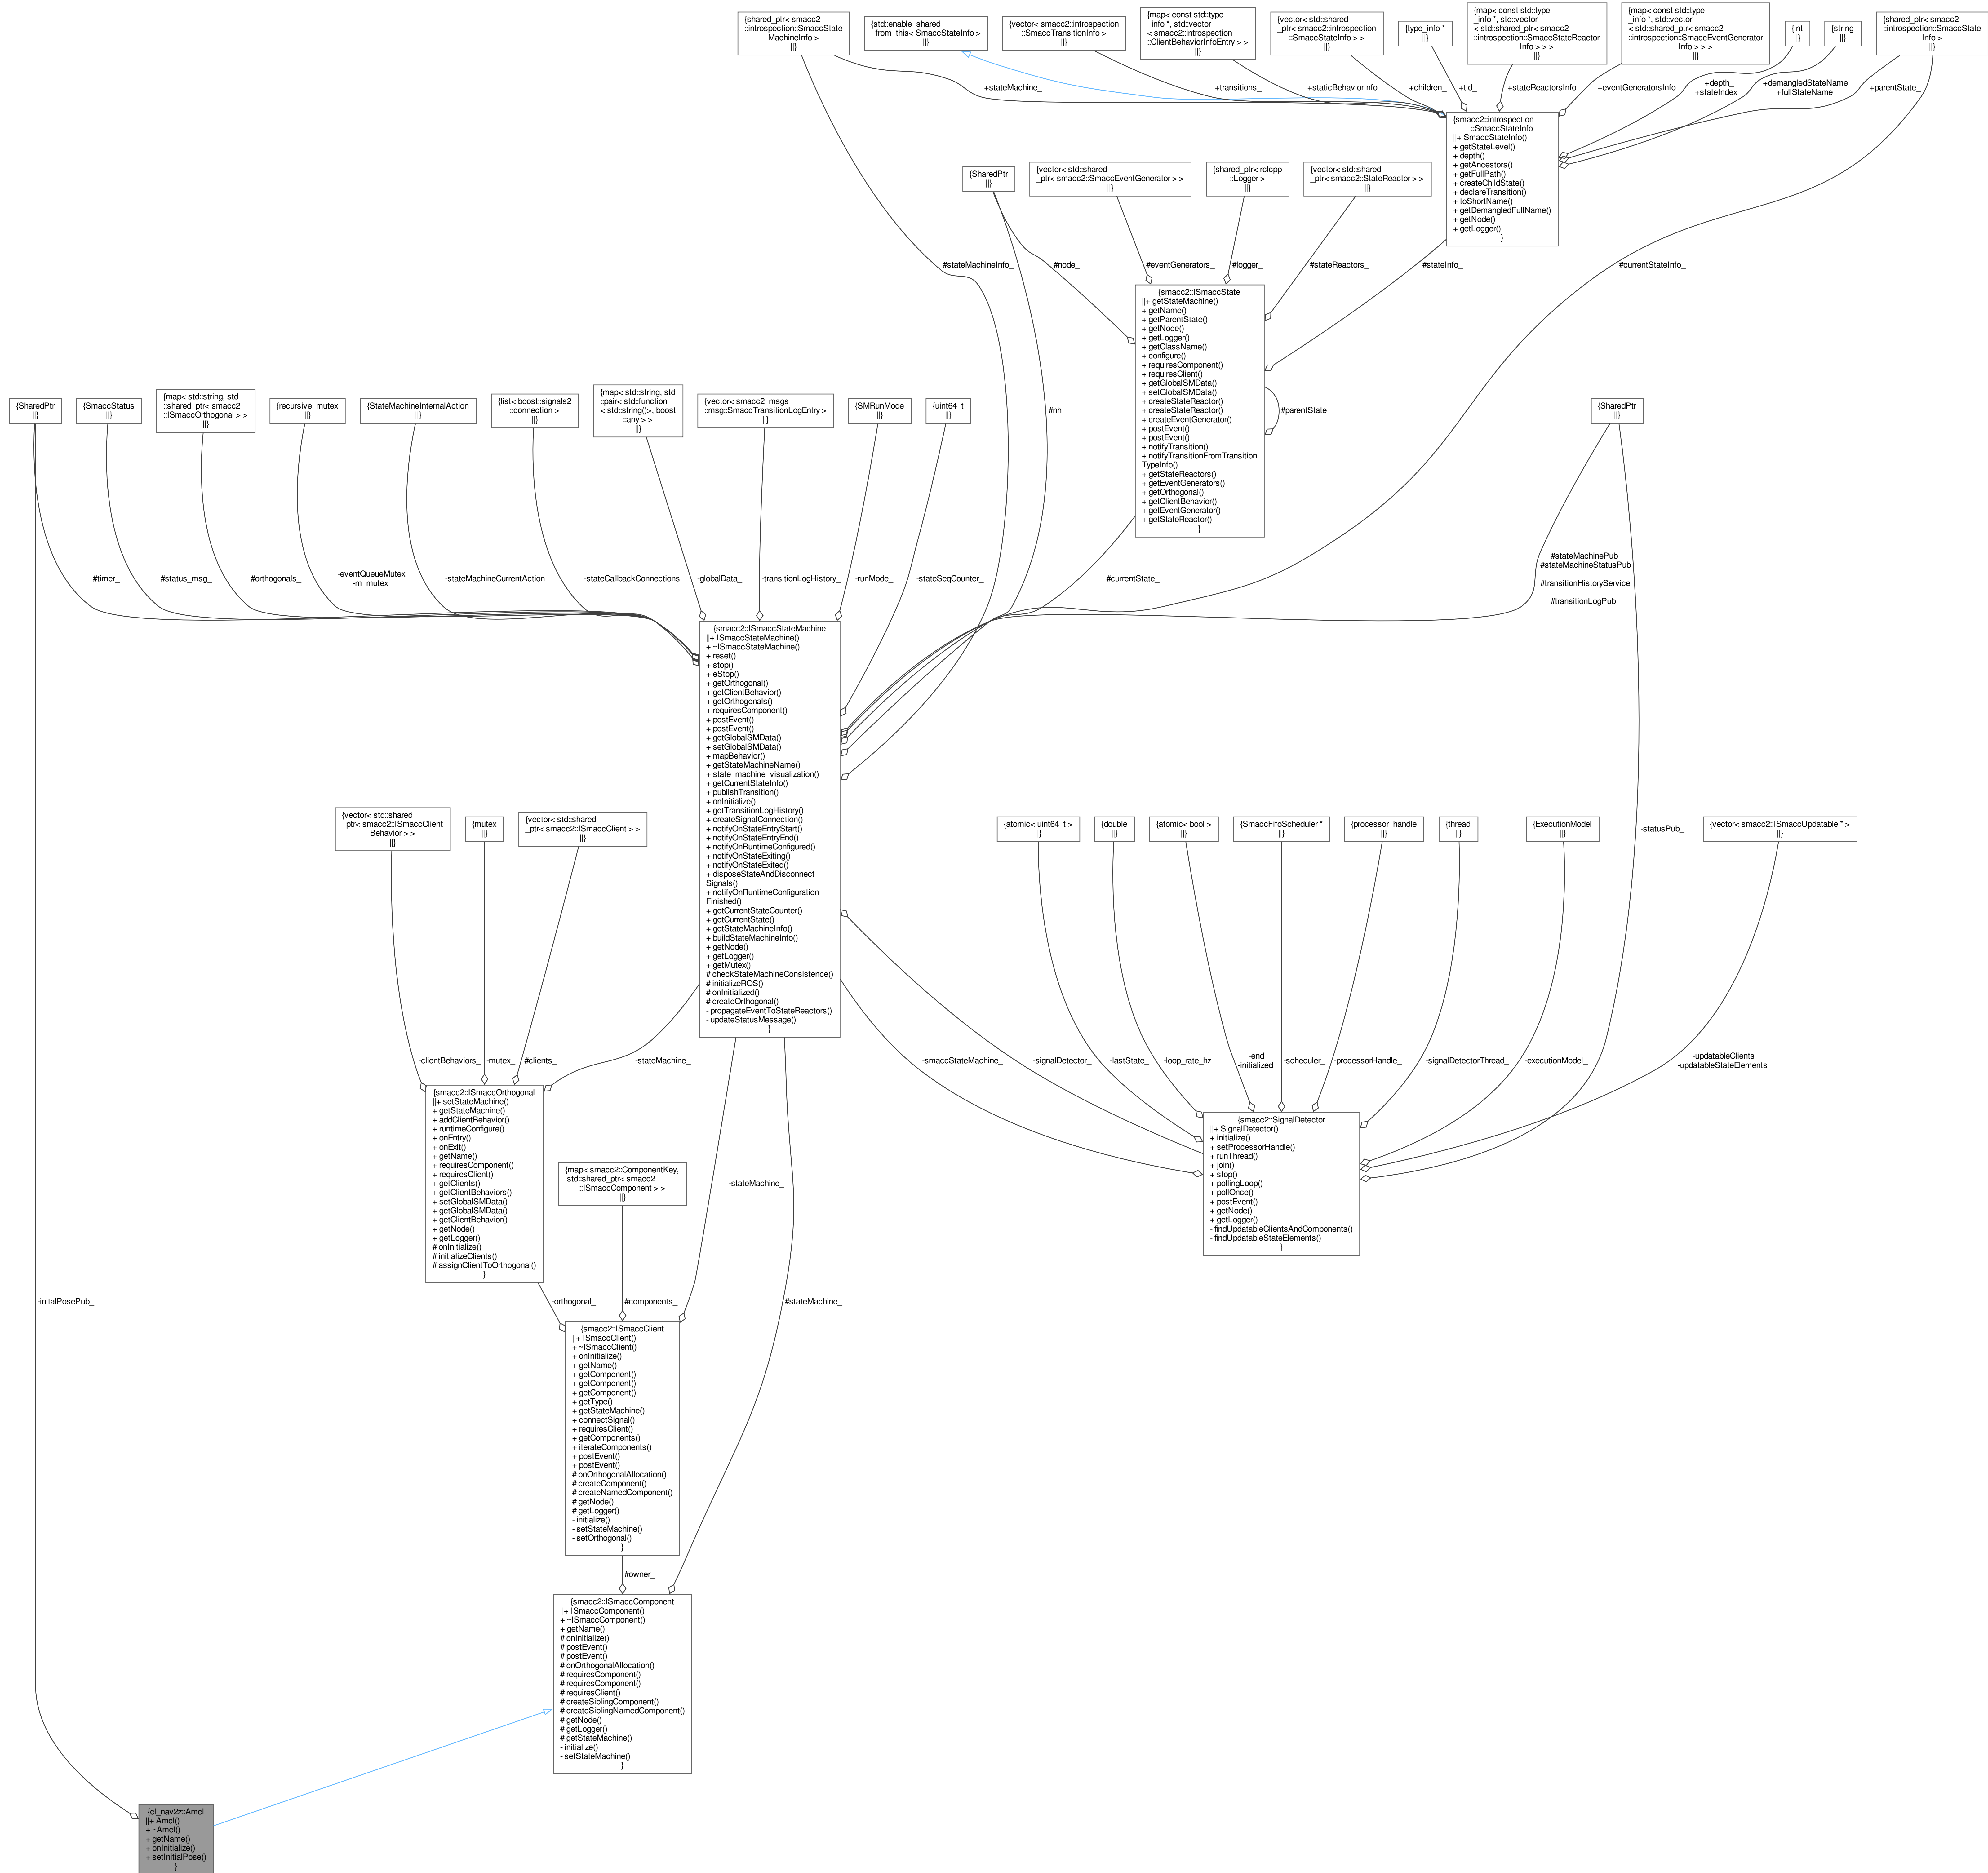 {shared_ptr< smacc2
::introspection::SmaccState
MachineInfo >
||}
{std::enable_shared
_from_this< SmaccStateInfo >
||}
{vector< smacc2::introspection
::SmaccTransitionInfo >
||}
{map< const std::type
_info *, std::vector
< smacc2::introspection
::ClientBehaviorInfoEntry > >
||}
{vector< std::shared
_ptr< smacc2::introspection
::SmaccStateInfo > >
||}
{type_info *
||}
{map< const std::type
_info *, std::vector
< std::shared_ptr< smacc2
::introspection::SmaccStateReactor
Info > > >
||}
{map< const std::type
_info *, std::vector
< std::shared_ptr< smacc2
::introspection::SmaccEventGenerator
Info > > >
||}
{int
||}
{string
||}
{shared_ptr< smacc2
::introspection::SmaccState
Info >
||}
+stateMachine_
+transitions_
+staticBehaviorInfo
+children_
+tid_
+stateReactorsInfo
+eventGeneratorsInfo
+depth_
+stateIndex_
+demangledStateName
+fullStateName
+parentState_
{smacc2::introspection
::SmaccStateInfo
||+ SmaccStateInfo()
+ getStateLevel()
+ depth()
+ getAncestors()
+ getFullPath()
+ createChildState()
+ declareTransition()
+ toShortName()
+ getDemangledFullName()
+ getNode()
+ getLogger()
}
{SharedPtr
||}
{vector< std::shared
_ptr< smacc2::SmaccEventGenerator > >
||}
{shared_ptr< rclcpp
::Logger >
||}
{vector< std::shared
_ptr< smacc2::StateReactor > >
||}
#stateMachineInfo_
#node_
#eventGenerators_
#logger_
#stateReactors_
#stateInfo_
#currentStateInfo_
{smacc2::ISmaccState
||+ getStateMachine()
+ getName()
+ getParentState()
+ getNode()
+ getLogger()
+ getClassName()
+ configure()
+ requiresComponent()
+ requiresClient()
+ getGlobalSMData()
+ setGlobalSMData()
+ createStateReactor()
+ createStateReactor()
+ createEventGenerator()
+ postEvent()
+ postEvent()
+ notifyTransition()
+ notifyTransitionFromTransition
TypeInfo()
+ getStateReactors()
+ getEventGenerators()
+ getOrthogonal()
+ getClientBehavior()
+ getEventGenerator()
+ getStateReactor()
}
#parentState_
#nh_
{SharedPtr
||}
{SmaccStatus
||}
{map< std::string, std
::shared_ptr< smacc2
::ISmaccOrthogonal > >
||}
{recursive_mutex
||}
{StateMachineInternalAction
||}
{list< boost::signals2
::connection >
||}
{map< std::string, std
::pair< std::function
< std::string()>, boost
::any > >
||}
{vector< smacc2_msgs
::msg::SmaccTransitionLogEntry >
||}
{SMRunMode
||}
{uint64_t
||}
{SharedPtr
||}
#timer_
#status_msg_
#orthogonals_
-eventQueueMutex_
-m_mutex_
-stateMachineCurrentAction
-stateCallbackConnections
-globalData_
-transitionLogHistory_
-runMode_
-stateSeqCounter_
#currentState_
#stateMachinePub_
#stateMachineStatusPub
_
#transitionHistoryService
_
#transitionLogPub_
{smacc2::ISmaccStateMachine
||+ ISmaccStateMachine()
+ ~ISmaccStateMachine()
+ reset()
+ stop()
+ eStop()
+ getOrthogonal()
+ getClientBehavior()
+ getOrthogonals()
+ requiresComponent()
+ postEvent()
+ postEvent()
+ getGlobalSMData()
+ setGlobalSMData()
+ mapBehavior()
+ getStateMachineName()
+ state_machine_visualization()
+ getCurrentStateInfo()
+ publishTransition()
+ onInitialize()
+ getTransitionLogHistory()
+ createSignalConnection()
+ notifyOnStateEntryStart()
+ notifyOnStateEntryEnd()
+ notifyOnRuntimeConfigured()
+ notifyOnStateExiting()
+ notifyOnStateExited()
+ disposeStateAndDisconnect
Signals()
+ notifyOnRuntimeConfiguration
Finished()
+ getCurrentStateCounter()
+ getCurrentState()
+ getStateMachineInfo()
+ buildStateMachineInfo()
+ getNode()
+ getLogger()
+ getMutex()
# checkStateMachineConsistence()
# initializeROS()
# onInitialized()
# createOrthogonal()
- propagateEventToStateReactors()
- updateStatusMessage()
}
{vector< std::shared
_ptr< smacc2::ISmaccClient
Behavior > >
||}
{mutex
||}
{vector< std::shared
_ptr< smacc2::ISmaccClient > >
||}
{atomic< uint64_t >
||}
{double
||}
{atomic< bool >
||}
{SmaccFifoScheduler *
||}
{processor_handle
||}
{thread
||}
{ExecutionModel
||}
-statusPub_
{vector< smacc2::ISmaccUpdatable * >
||}
-clientBehaviors_
-mutex_
#clients_
-stateMachine_
-smaccStateMachine_
-signalDetector_
-lastState_
-loop_rate_hz
-end_
-initialized_
-scheduler_
-processorHandle_
-signalDetectorThread_
-executionModel_
-updatableClients_
-updatableStateElements_
{smacc2::ISmaccOrthogonal
||+ setStateMachine()
+ getStateMachine()
+ addClientBehavior()
+ runtimeConfigure()
+ onEntry()
+ onExit()
+ getName()
+ requiresComponent()
+ requiresClient()
+ getClients()
+ getClientBehaviors()
+ setGlobalSMData()
+ getGlobalSMData()
+ getClientBehavior()
+ getNode()
+ getLogger()
# onInitialize()
# initializeClients()
# assignClientToOrthogonal()
}
{smacc2::SignalDetector
||+ SignalDetector()
+ initialize()
+ setProcessorHandle()
+ runThread()
+ join()
+ stop()
+ pollingLoop()
+ pollOnce()
+ postEvent()
+ getNode()
+ getLogger()
- findUpdatableClientsAndComponents()
- findUpdatableStateElements()
}
{map< smacc2::ComponentKey,
std::shared_ptr< smacc2
::ISmaccComponent > >
||}
-stateMachine_
-initalPosePub_
-orthogonal_
#components_
#stateMachine_
{smacc2::ISmaccClient
||+ ISmaccClient()
+ ~ISmaccClient()
+ onInitialize()
+ getName()
+ getComponent()
+ getComponent()
+ getComponent()
+ getType()
+ getStateMachine()
+ connectSignal()
+ requiresClient()
+ getComponents()
+ iterateComponents()
+ postEvent()
+ postEvent()
# onOrthogonalAllocation()
# createComponent()
# createNamedComponent()
# getNode()
# getLogger()
- initialize()
- setStateMachine()
- setOrthogonal()
}
#owner_
{smacc2::ISmaccComponent
||+ ISmaccComponent()
+ ~ISmaccComponent()
+ getName()
# onInitialize()
# postEvent()
# postEvent()
# onOrthogonalAllocation()
# requiresComponent()
# requiresComponent()
# requiresClient()
# createSiblingComponent()
# createSiblingNamedComponent()
# getNode()
# getLogger()
# getStateMachine()
- initialize()
- setStateMachine()
}
{cl_nav2z::Amcl
||+ Amcl()
+ ~Amcl()
+ getName()
+ onInitialize()
+ setInitialPose()
}